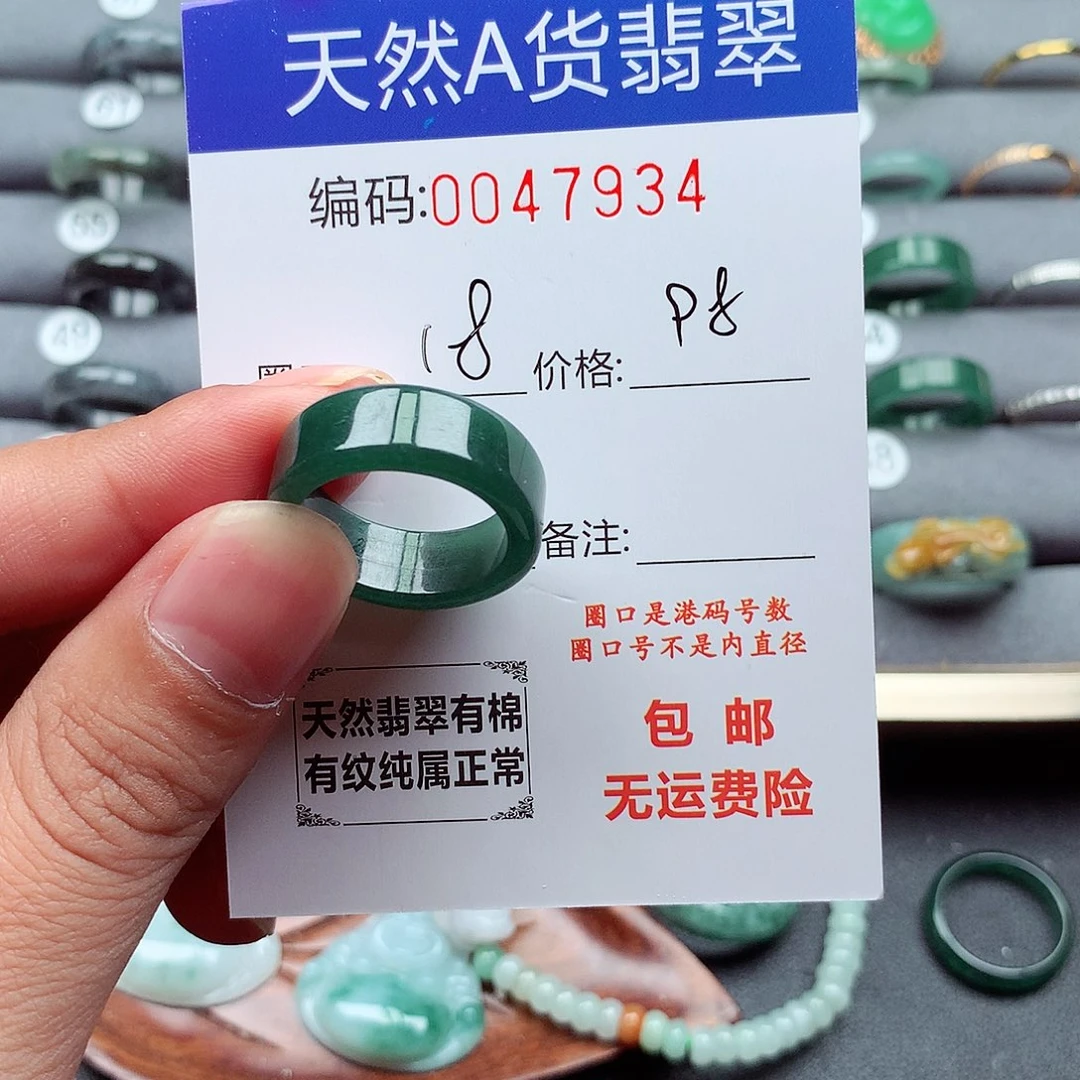 天然A货翡翠
编码:0047934
18 价格: P8
备注:
圈口是港码号数
圈口号不是内直径
天然翡翠有棉
有纹纯属正常
包邮
无运费险
49